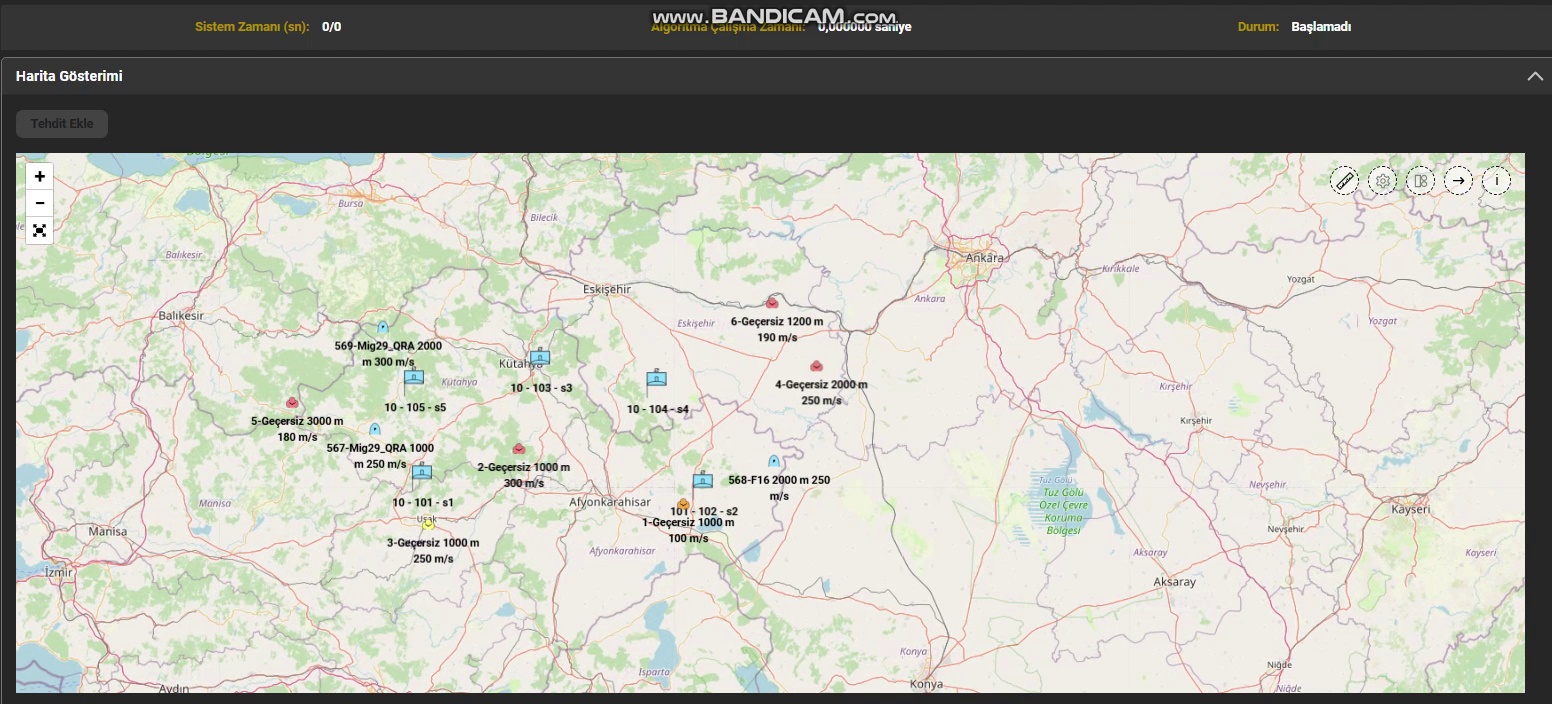 www.BANDICAM.com
Sistem Zamanı (sn): 0/0
Algoritma Çalışma Zamanı: 0,000000 saniye
Durum: Başlamadı
Harita Gösterimi
Tehdit Ekle
+
−
Bursa
Bilecik
Balıkesir
Ankara
Kırıkkale
Yozgat
Eskişehir
Ankara
Balıkesir
6-Geçersiz 1200 m
190 m/s
Eskişehir
Yozgat
569-Mig29_QRA 2000
m 300 m/s
Kütahya
Kütahya
10 - 103 - s3
4-Geçersiz 2000 m
250 m/s
Kırşehir
10 - 105 - s5
10 - 104 - s4
5-Geçersiz 3000 m
180 m/s
Kırşehir
567-Mig29_QRA 1000
m 250 m/s
2-Geçersiz 1000 m
300 m/s
568-F16 2000 m 250
m/s
Tuz Gölü
Tuz Gölü
Özel Çevre
Koruma
Bölgesi
Nevşehir
Manisa
10 - 101 - s1
Afyonkarahisar
101 - 102 - s2
Kayseri
Uşak
1-Geçersiz 1000 m
100 m/s
Manisa
Nevşehir
3-Geçersiz 1000 m
250 m/s
Afyonkarahisar
Aksaray
Kayseri
İzmir
Aksaray
Konya
Niğde
Isparta
Konya
Aydın
Niğde